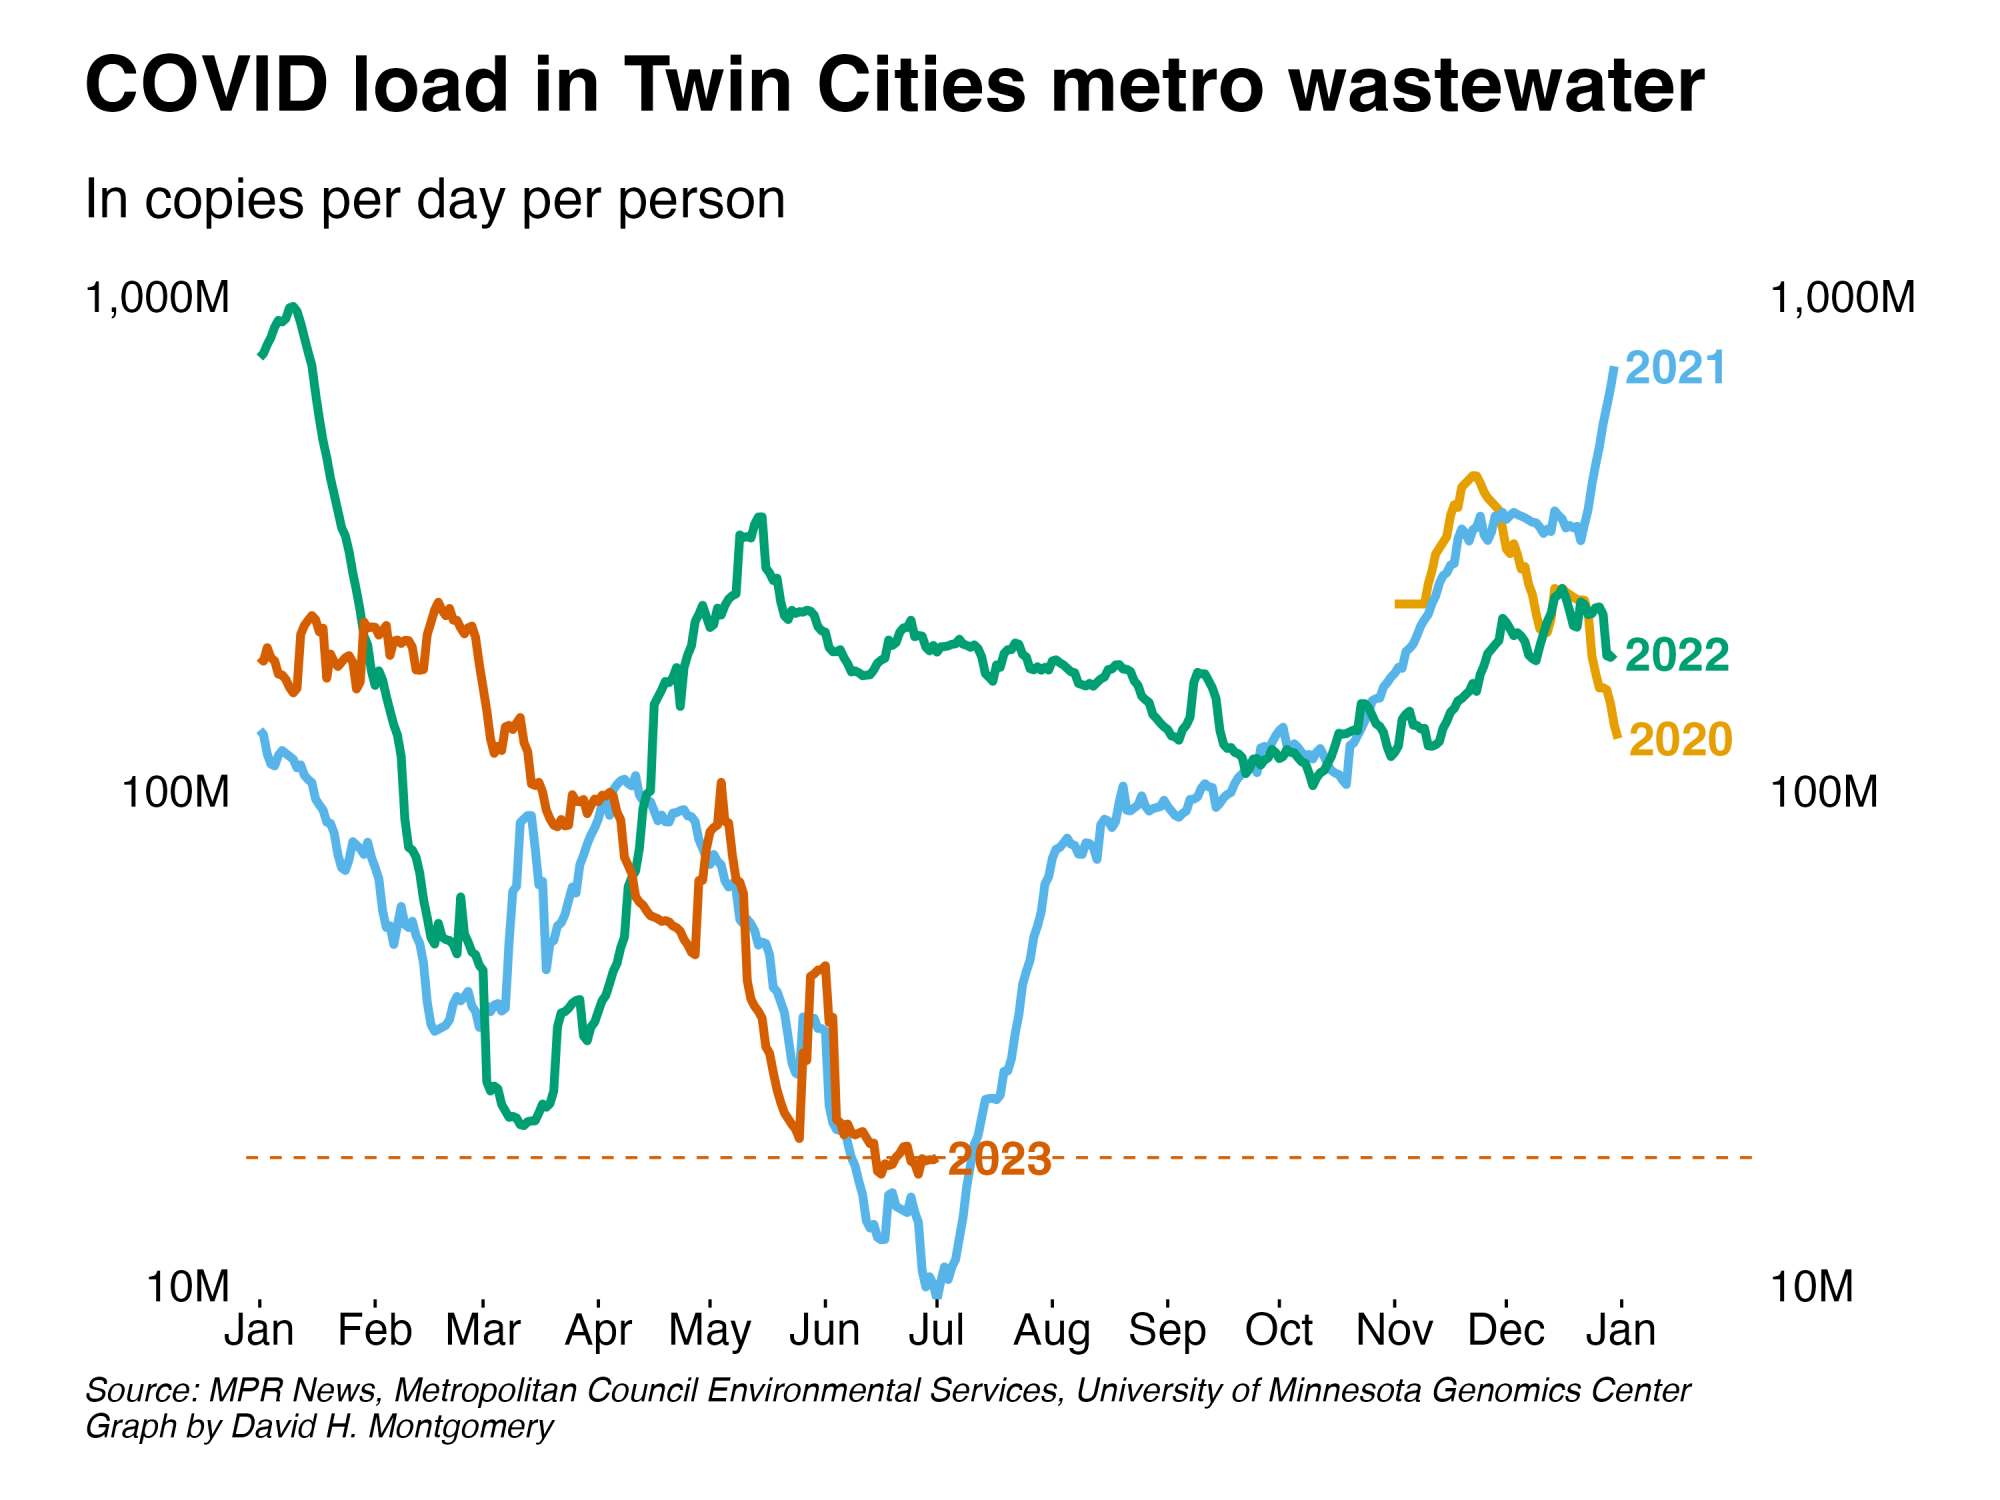 COVID load in Twin Cities metro wastewater
In copies per day per person
1,000M 1,000M
2021
2022
2020
100M 100M
2023
10M 10M
Jan Feb Mar Apr May Jun Jul Aug Sep Oct Nov Dec Jan
Source: MPR News, Metropolitan Council Environmental Services, University of Minnesota Genomics Center
Graph by David H. Montgomery